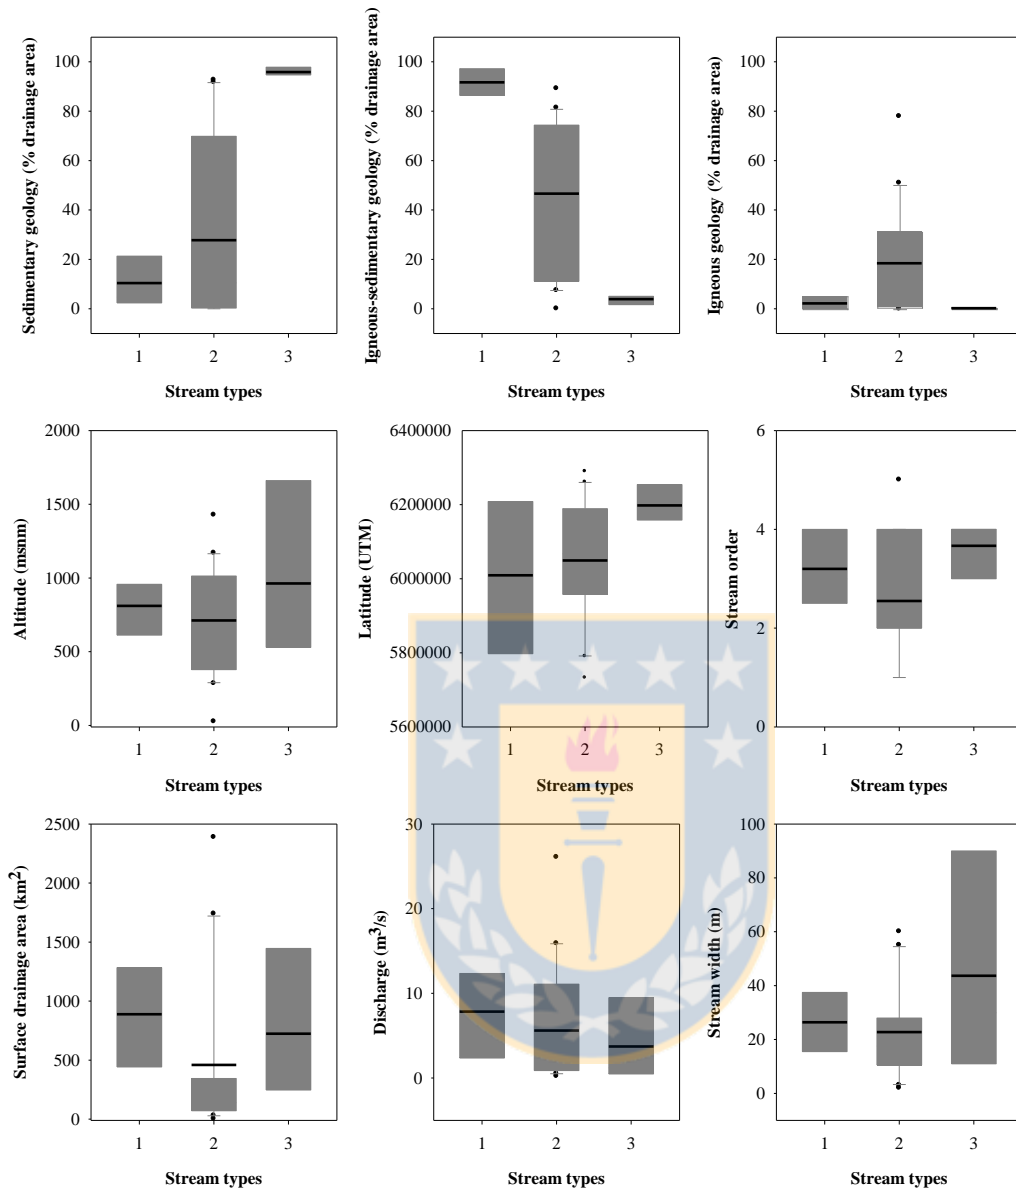 Sedimentary geology (% drainage area)
100
80
60
40
20
0
1 2 3
Stream types
Igneous-sedimentary geology (% drainage area)
100
80
60
40
20
0
1 2 3
Stream types
Igneous geology (% drainage area)
100
80
60
40
20
0
1 2 3
Stream types
Altitude (msnm)
2000
1500
1000
500
0
1 2 3
Stream types
Latitude (UTM)
6400000
6200000
6000000
5800000
5600000
1 2 3
Stream types
Stream order
6
4
2
0
1 2 3
Stream types
Surface drainage area (km2)
2500
2000
1500
1000
500
0
1 2 3
Stream types
Discharge (m3/s)
30
20
10
0
1 2 3
Stream types
Stream width (m)
100
80
60
40
20
0
1 2 3
Stream types